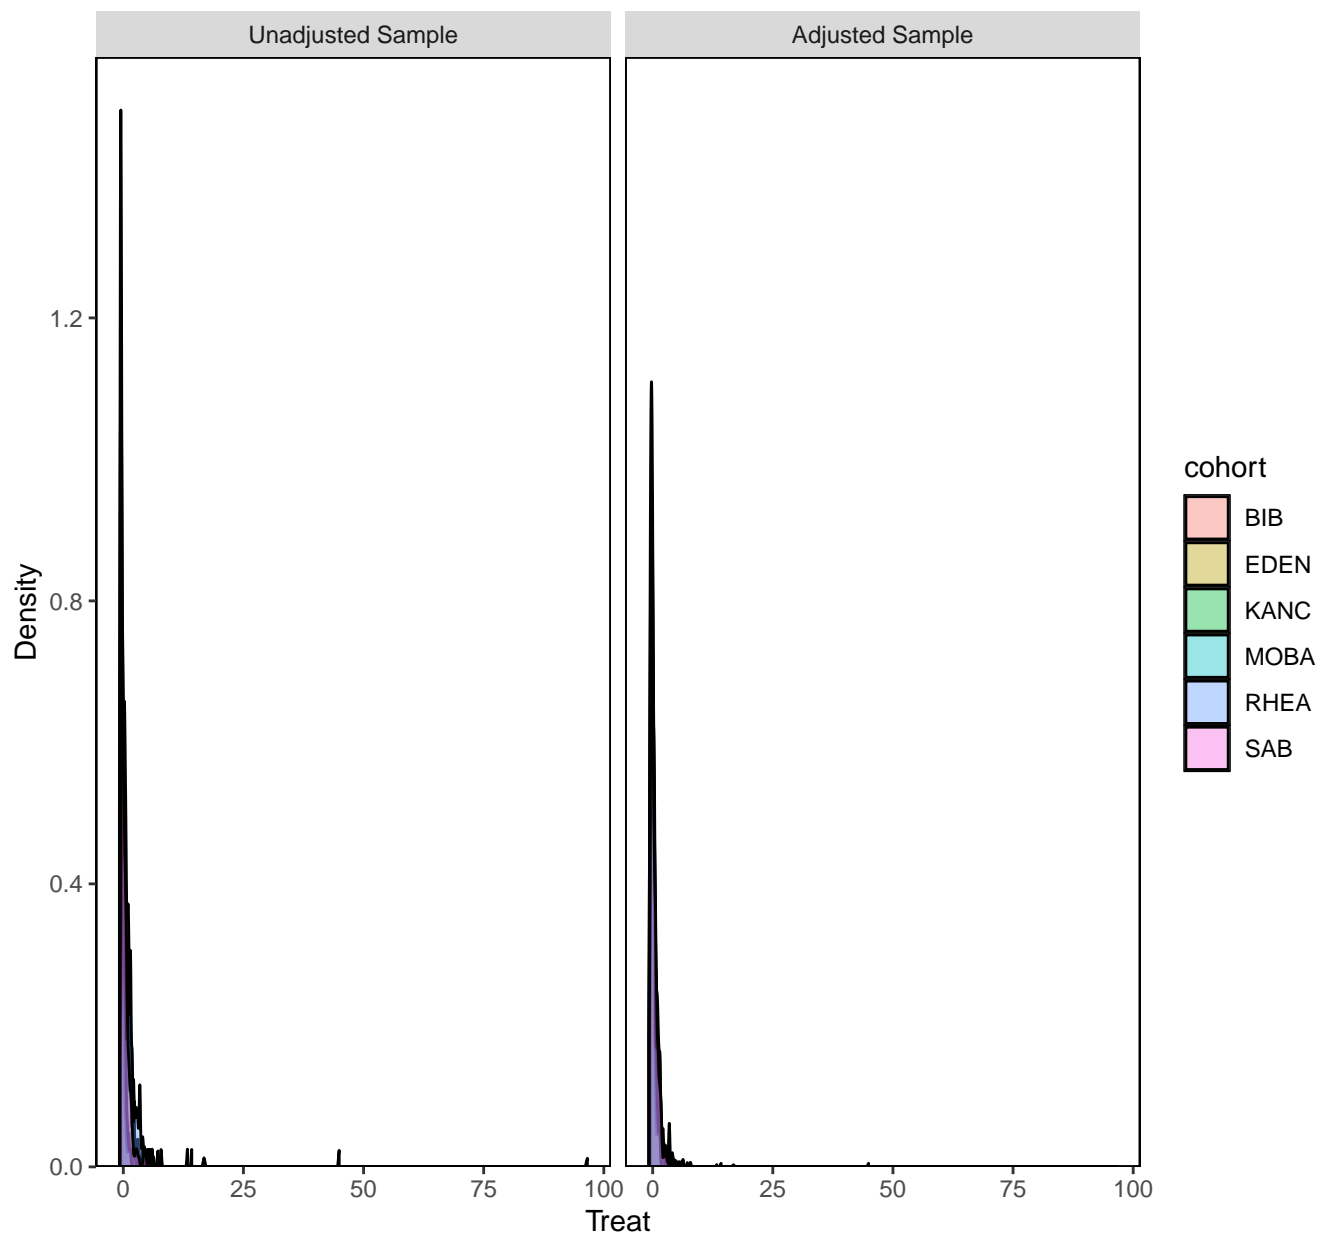 Unadjusted Sample
Adjusted Sample
Density
1.2
0.8
0.4
0.0
0 25 50 75 100
0 25 50 75 100
Treat
cohort
BIB
EDEN
KANC
MOBA
RHEA
SAB